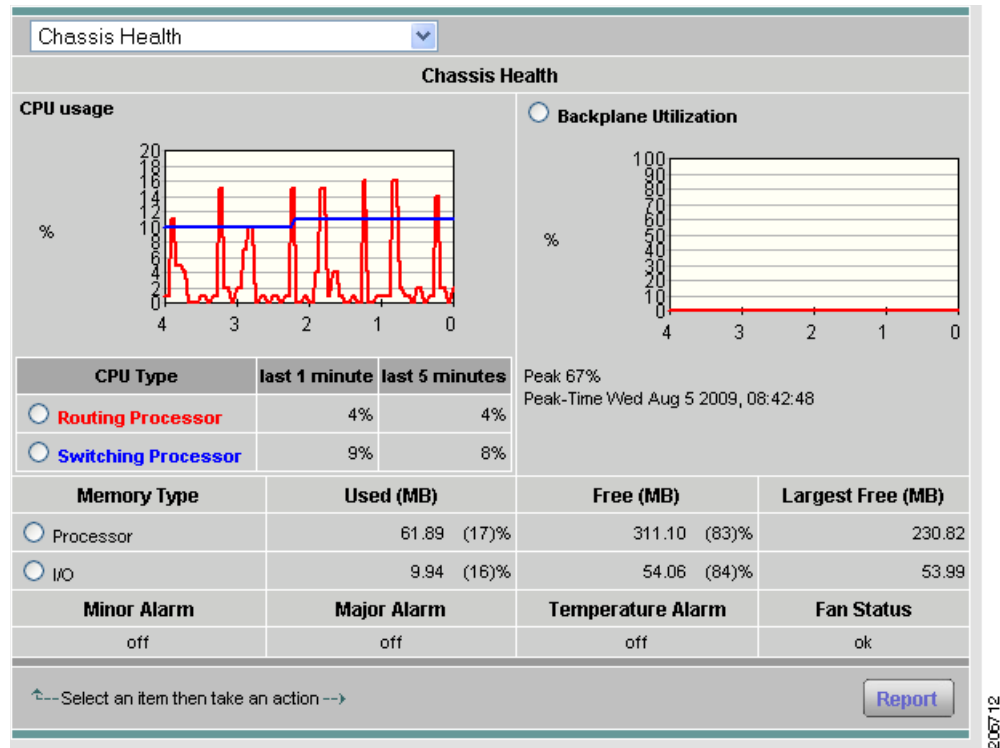 Chassis Health
Chassis Health
CPU usage
20
18
16
14
12
10
8
6
4
2
0
%
4 3 2 1 0
Backplane Utilization
100
90
80
70
60
50
40
30
20
10
0
%
4 3 2 1 0
CPU Type last 1 minute last 5 minutes
Routing Processor 4% 4%
Switching Processor 9% 8%
Peak 67%
Peak-Time Wed Aug 5 2009, 08:42:48
Memory Type Used (MB) Free (MB) Largest Free (MB)
Processor 61.89 (17)% 311.10 (83)% 230.82
I/O 9.94 (16)% 54.06 (84)% 53.99
Minor Alarm Major Alarm Temperature Alarm Fan Status
off off off ok
---Select an item then take an action ---
Report
205712